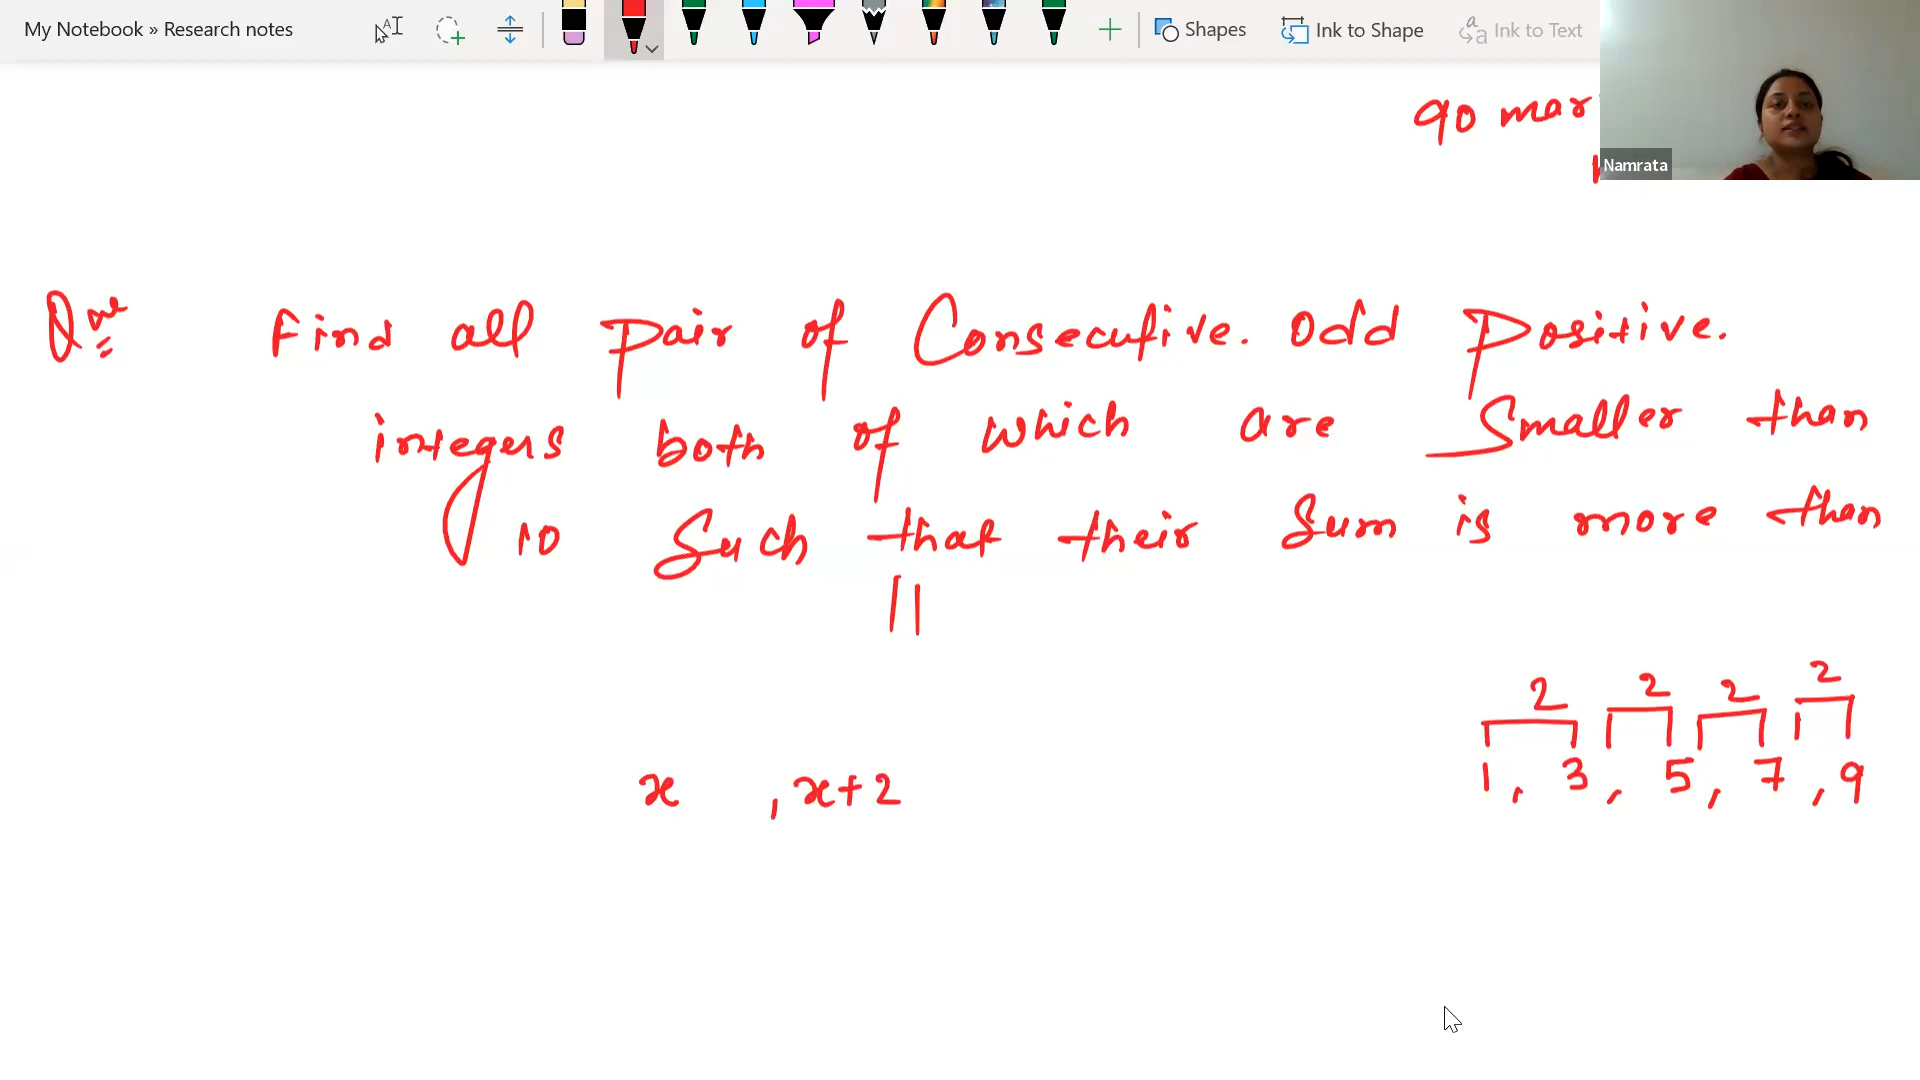 My Notebook » Research notes
Shapes
Ink to Shape
Ink to Text
90 mar
Namrata
Que Find all pair of Consecutive. Odd Positive.
integers both of which are Smaller than
10 Such that their Sum is more than
11
2 2 2 2
1, 3, 5, 7, 9
x , x+2